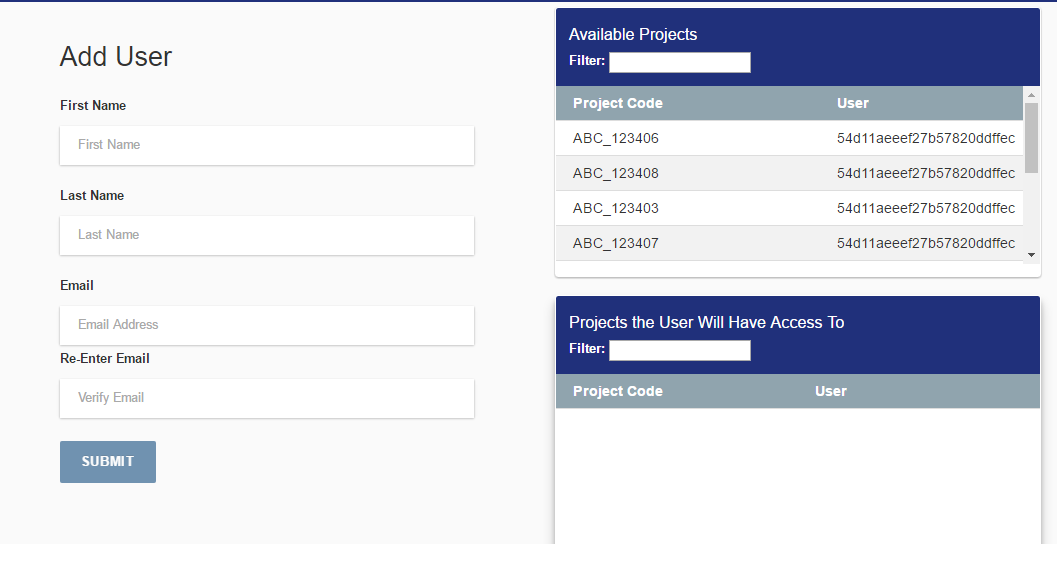 Add User
First Name
First Name
Last Name
Last Name
Email
Email Address
Re-Enter Email
Verify Email
SUBMIT
Available Projects
Filter:
Project Code User
ABC_123406 54d11aeeef27b57820ddffec
ABC_123408 54d11aeeef27b57820ddffec
ABC_123403 54d11aeeef27b57820ddffec
ABC_123407 54d11aeeef27b57820ddffec
Projects the User Will Have Access To
Filter:
Project Code User